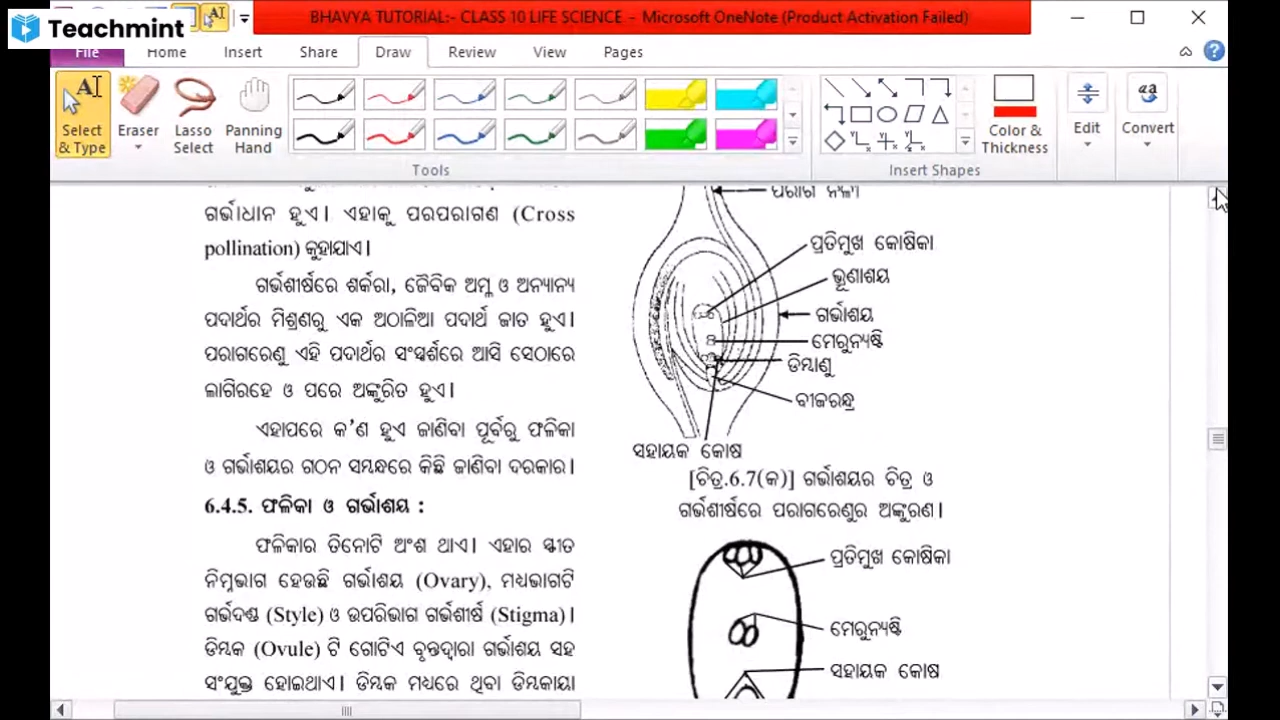 BHAVYA TUTORIAL:- CLASS 10 LIFE SCIENCE - Microsoft OneNote (Product Activation Failed)
Teachmint
File Home Insert Share Draw Review View Pages
Select & Type
Eraser
Lasso Select
Panning Hand
Color & Thickness
Edit
Convert
Tools
Insert Shapes
ଗର୍ଭାଧାନ ହୁଏ। ଏହାକୁ ପରପରାଗଣ (Cross
pollination) କୁହାଯାଏ।
ଗର୍ଭଶୀର୍ଷରେ ଶର୍କରା, ଜୈବିକ ଅମ୍ଳ ଓ ଅନ୍ୟାନ୍ୟ
ପଦାର୍ଥର ମିଶ୍ରଣରୁ ଏକ ଅଠାଳିଆ ପଦାର୍ଥ ଜାତ ହୁଏ।
ପରାଗରେଣୁ ଏହି ପଦାର୍ଥର ସଂସ୍ପର୍ଶରେ ଆସି ସେଠାରେ
ଲାଗିରହେ ଓ ପରେ ଅଙ୍କୁରିତ ହୁଏ।
ଏହାପରେ କ'ଣ ହୁଏ ଜାଣିବା ପୂର୍ବରୁ ଫଳିକା
ଓ ଗର୍ଭାଶୟର ଗଠନ ସମ୍ବନ୍ଧରେ କିଛି ଜାଣିବା ଦରକାର।
6.4.5. ଫଳିକା ଓ ଗର୍ଭାଶୟ :
ଫଳିକାର ତିନୋଟି ଅଂଶ ଥାଏ। ଏହାର ସ୍ଫୀତ
ନିମ୍ନଭାଗ ହେଉଛି ଗର୍ଭାଶୟ (Ovary), ମଧ୍ୟଭାଗଟି
ଗର୍ଭଦଣ୍ଡ (Style) ଓ ଉପରିଭାଗ ଗର୍ଭଶୀର୍ଷ (Stigma)।
ଡିମ୍ବକ (Ovule) ଟି ଗୋଟିଏ ବୃନ୍ତଦ୍ୱାରା ଗର୍ଭାଶୟ ସହ
ସଂଯୁକ୍ତ ହୋଇଥାଏ। ଡିମ୍ବକ ମଧ୍ୟରେ ଥିବା ଡିମ୍ବକାୟା
ପରାଗ ନଳୀ
ପ୍ରତିମୁଖ କୋଷିକା
ଭ୍ରୂଣାଶୟ
ଗର୍ଭାଶୟ
ମେରୁନ୍ୟଷ୍ଟି
ଡିମ୍ବାଣୁ
ବୀଜରନ୍ଧ୍ର
ସହାୟକ କୋଷ
[ଚିତ୍ର.6.7(କ)] ଗର୍ଭାଶୟର ଚିତ୍ର ଓ
ଗର୍ଭଶୀର୍ଷରେ ପରାଗରେଣୁର ଅଙ୍କୁରଣ।
ପ୍ରତିମୁଖ କୋଷିକା
ମେରୁନ୍ୟଷ୍ଟି
ସହାୟକ କୋଷ